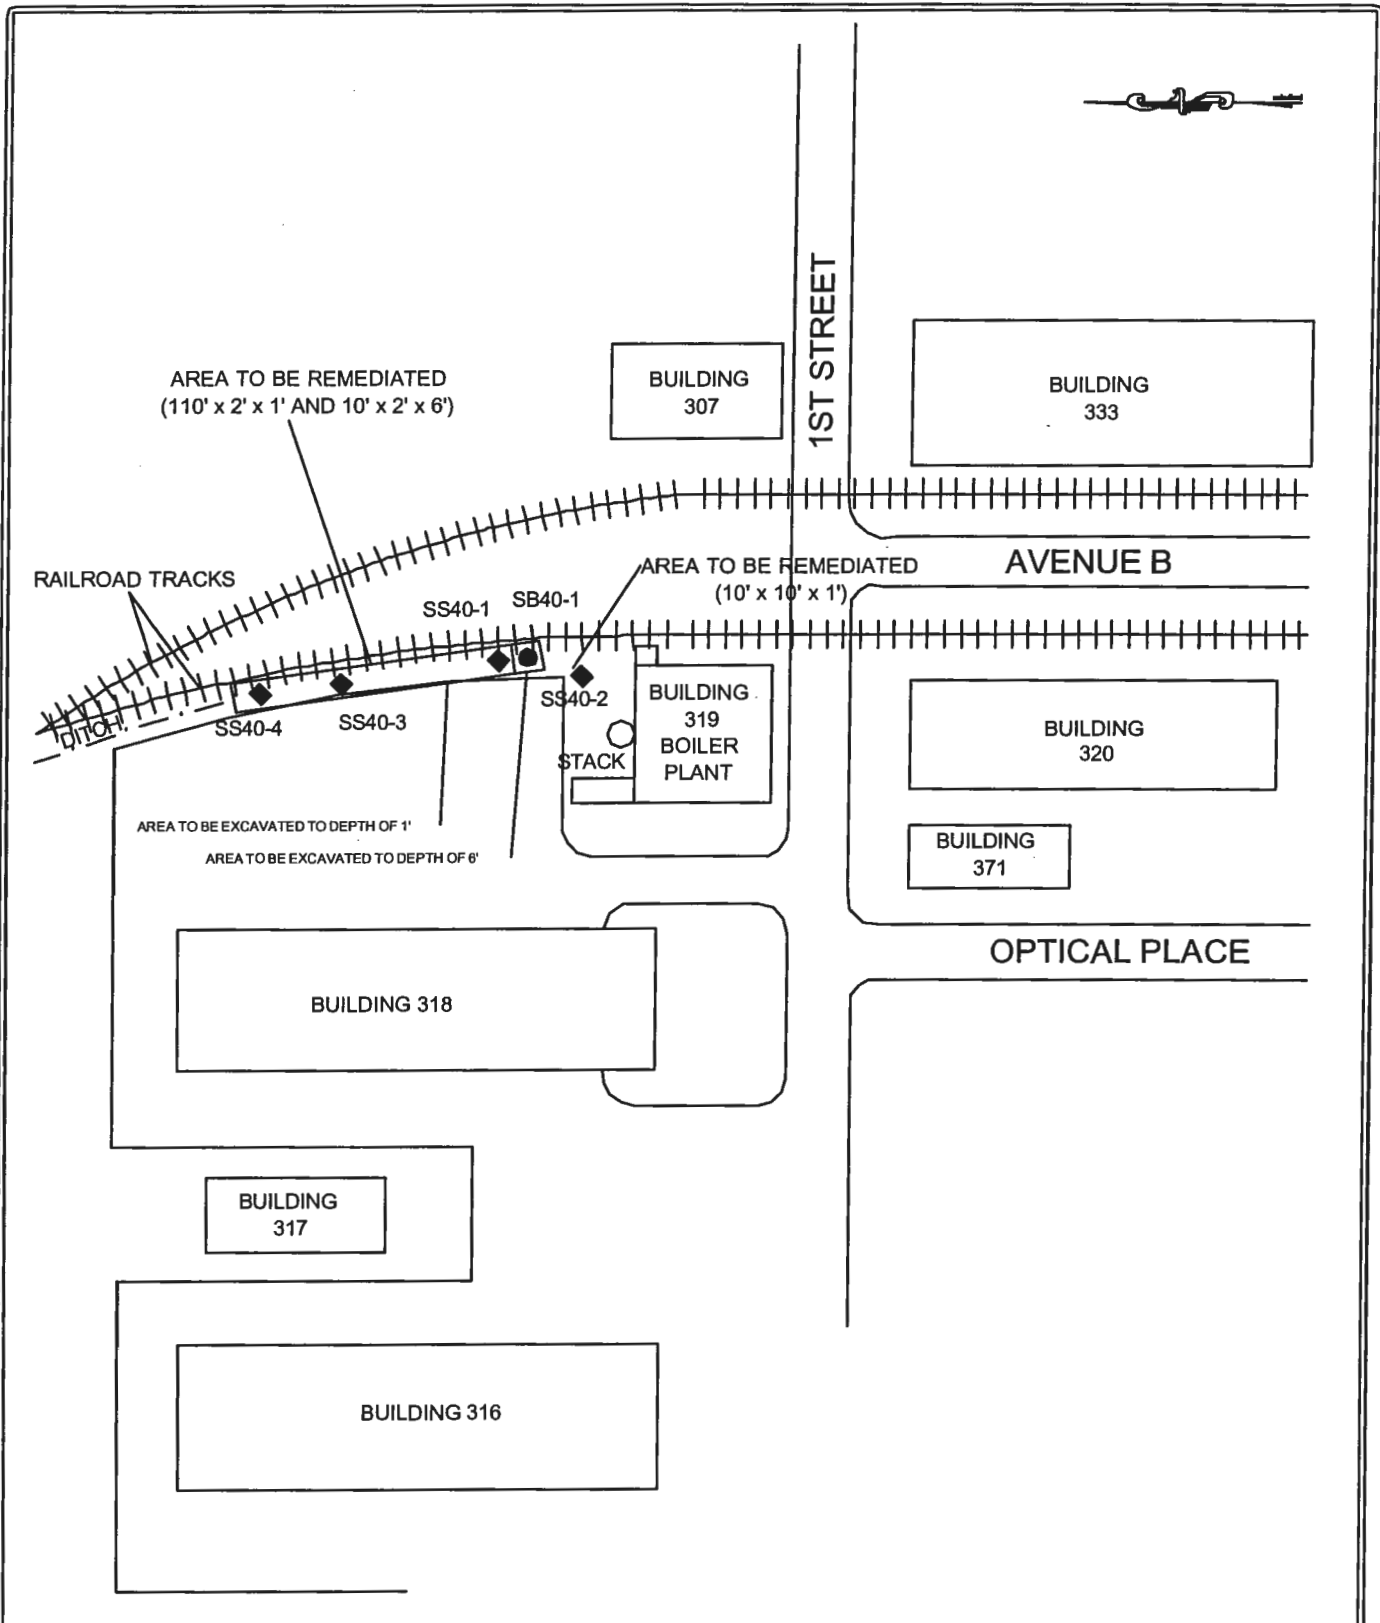 1ST STREET
AREA TO BE REMEDIATED
(110' x 2' x 1' AND 10' x 2' x 6')
BUILDING
307
BUILDING
333
AVENUE B
AREA TO BE REMEDIATED
(10' x 10' x 1')
RAILROAD TRACKS
SS40-1
SB40-1
DITCH
SS40-4
SS40-3
SS40-2
BUILDING
319
BOILER
PLANT
STACK
BUILDING
320
AREA TO BE EXCAVATED TO DEPTH OF 1'
AREA TO BE EXCAVATED TO DEPTH OF 6'
BUILDING
371
OPTICAL PLACE
BUILDING 318
BUILDING
317
BUILDING 316